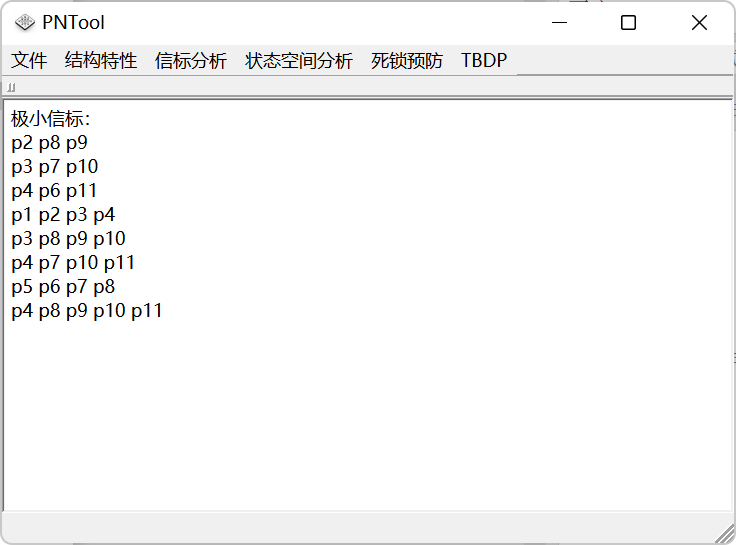 PNTool
文件 结构特性 信标分析 状态空间分析 死锁预防 TBDP
极小信标:
p2 p8 p9
p3 p7 p10
p4 p6 p11
p1 p2 p3 p4
p3 p8 p9 p10
p4 p7 p10 p11
p5 p6 p7 p8
p4 p8 p9 p10 p11